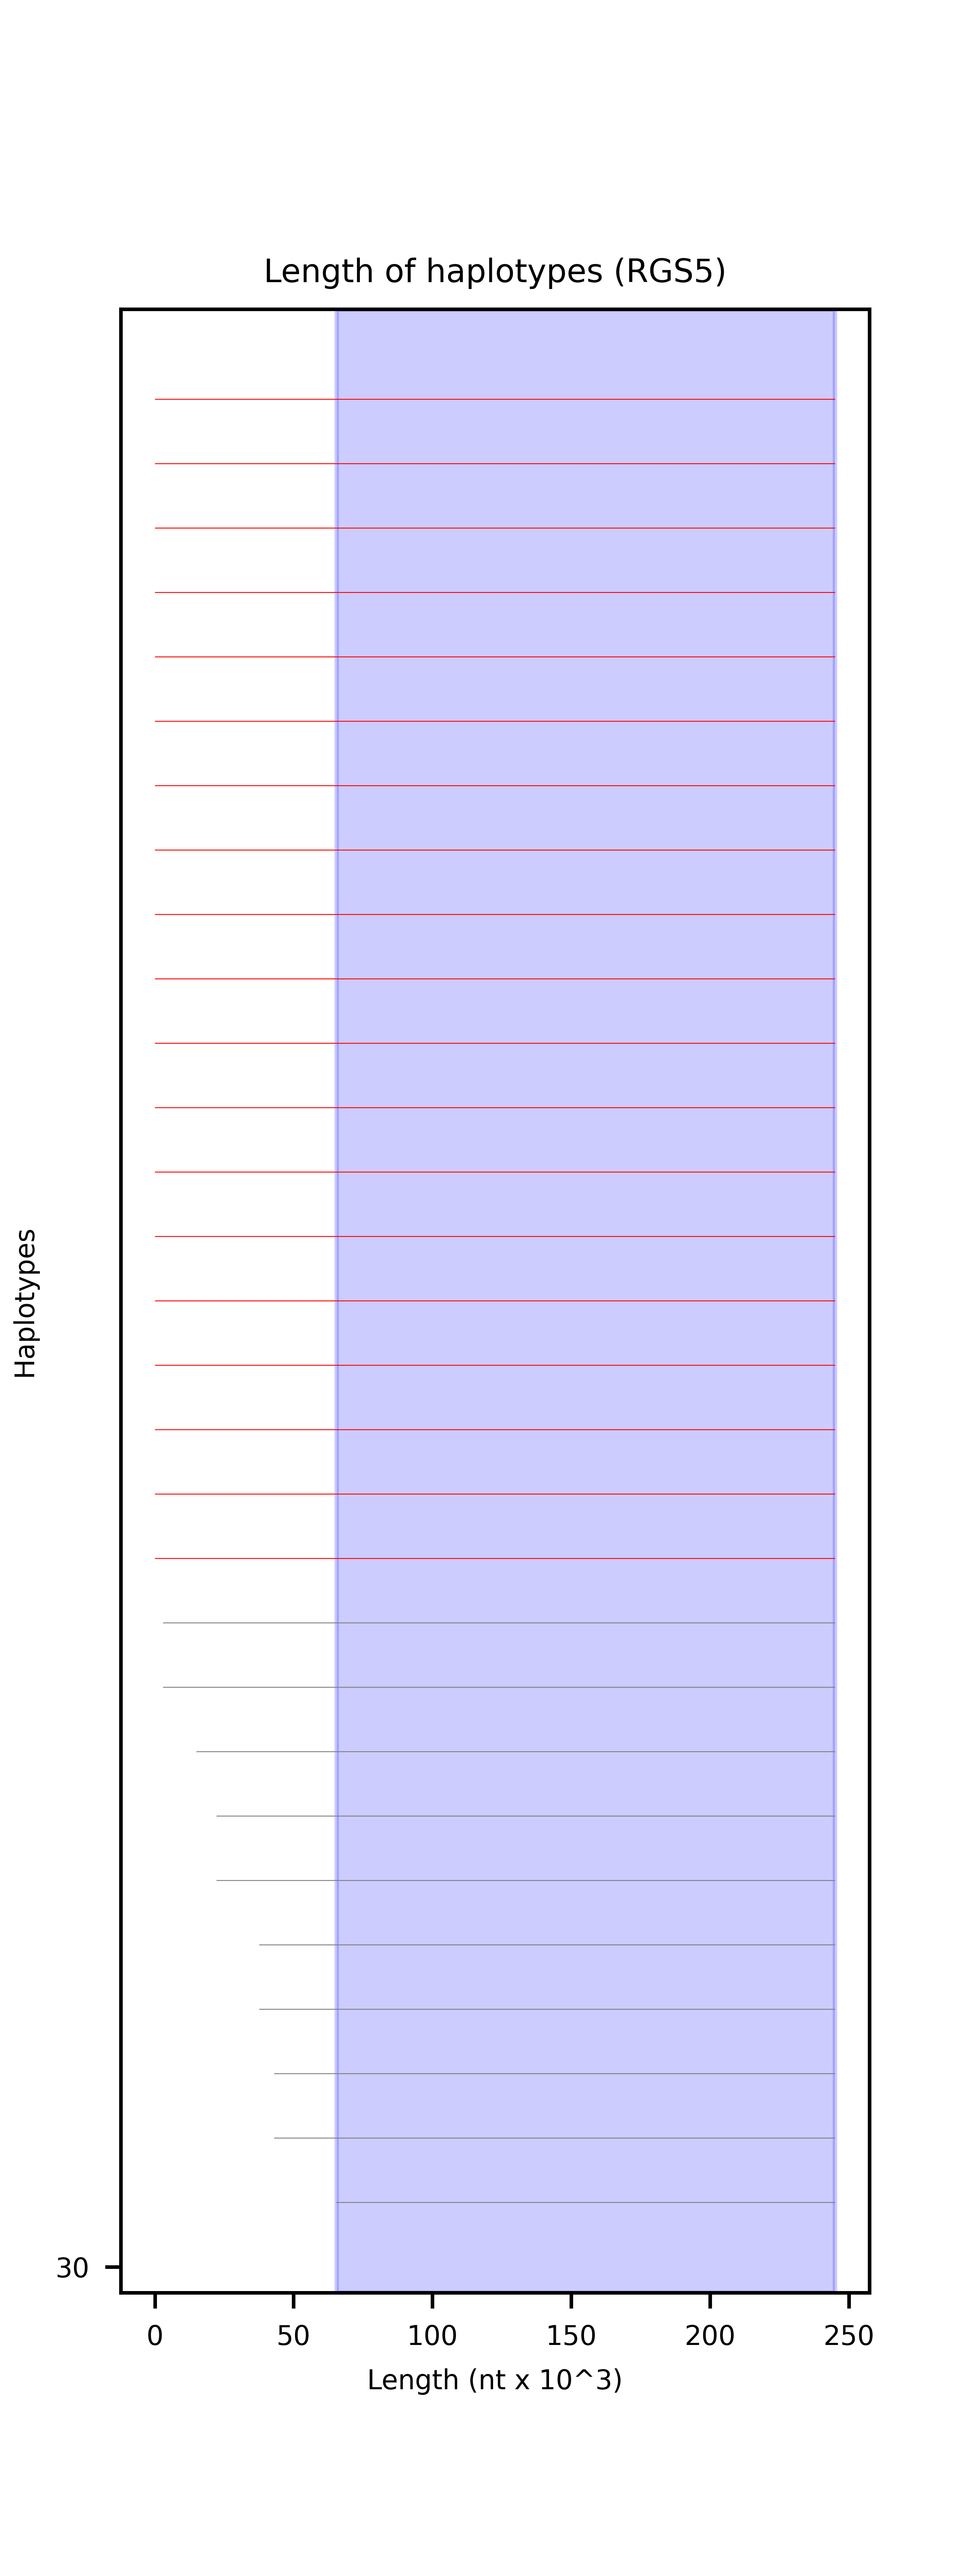 Length of haplotypes (RGS5)
Haplotypes
30
0 50 100 150 200 250
Length (nt x 10^3)